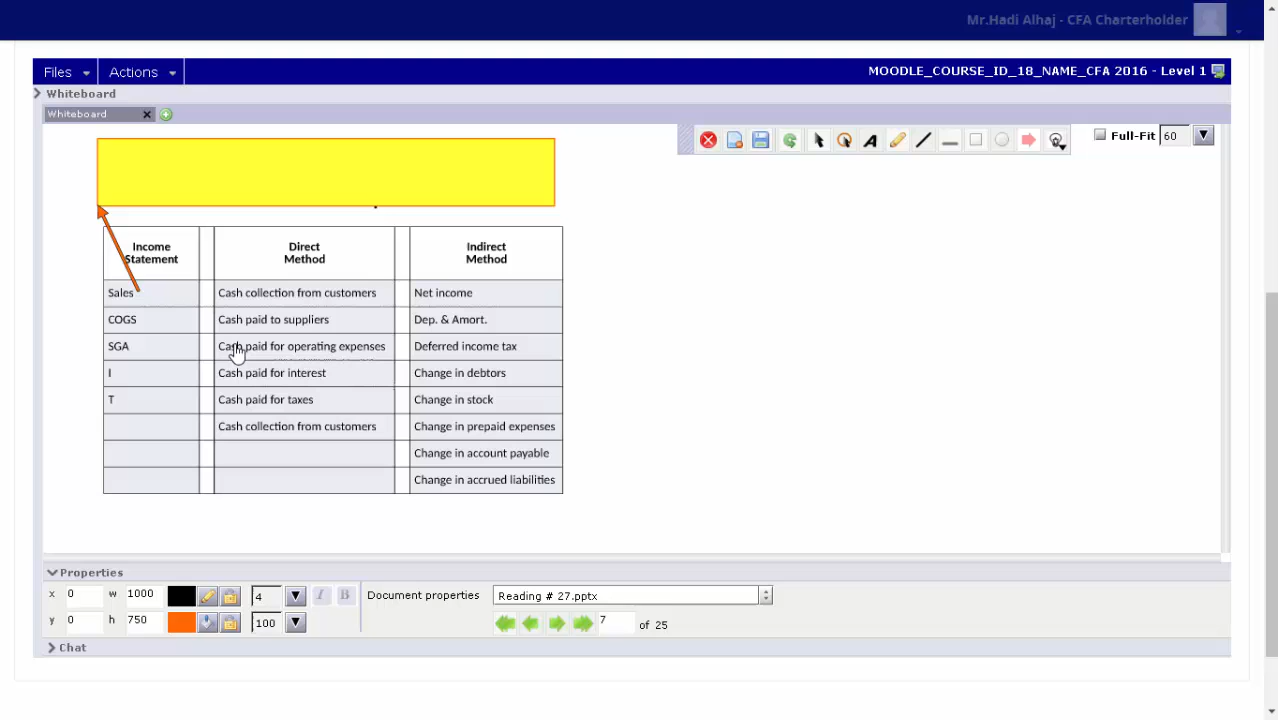 Mr.Hadi Alhaj - CFA Charterholder
Files Actions MOODLE_COURSE_ID_18_NAME_CFA 2016 - Level 1
Whiteboard
Whiteboard
Full-Fit 60
Income Statement Direct Method Indirect Method
Sales Cash collection from customers Net income
COGS Cash paid to suppliers Dep. & Amort.
SGA Cash paid for operating expenses Deferred income tax
I Cash paid for interest Change in debtors
T Cash paid for taxes Change in stock
Cash collection from customers Change in prepaid expenses
Change in account payable
Change in accrued liabilities
Properties
x 0 w 1000 4 I B Document properties Reading # 27.pptx
y 0 h 750 100 7 of 25
Chat